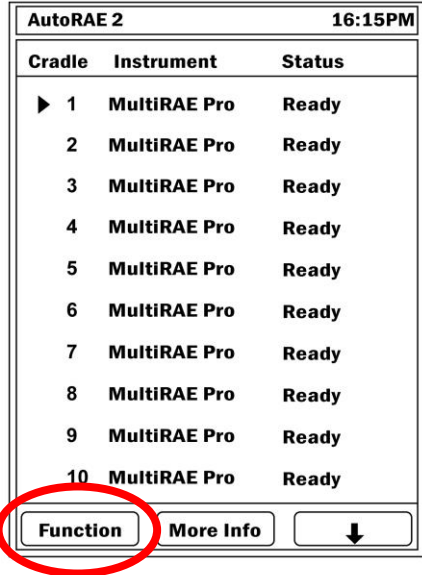 AutoRAE 2 16:15PM
Cradle Instrument Status
1 MultiRAE Pro Ready
2 MultiRAE Pro Ready
3 MultiRAE Pro Ready
4 MultiRAE Pro Ready
5 MultiRAE Pro Ready
6 MultiRAE Pro Ready
7 MultiRAE Pro Ready
8 MultiRAE Pro Ready
9 MultiRAE Pro Ready
10 MultiRAE Pro Ready
Function More Info